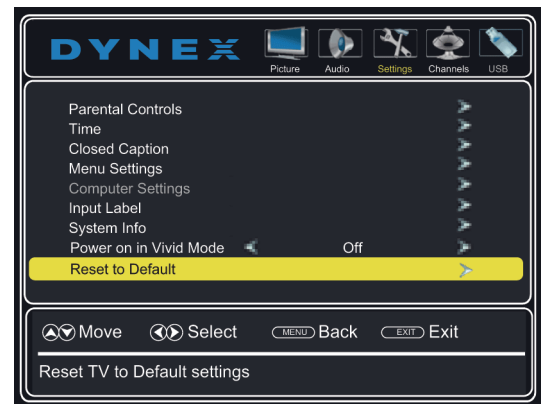 DYNEX
Picture Audio Settings Channels USB
Parental Controls
Time
Closed Caption
Menu Settings
Computer Settings
Input Label
System Info
Power on in Vivid Mode Off
Reset to Default
Move Select MENU Back EXIT Exit
Reset TV to Default settings